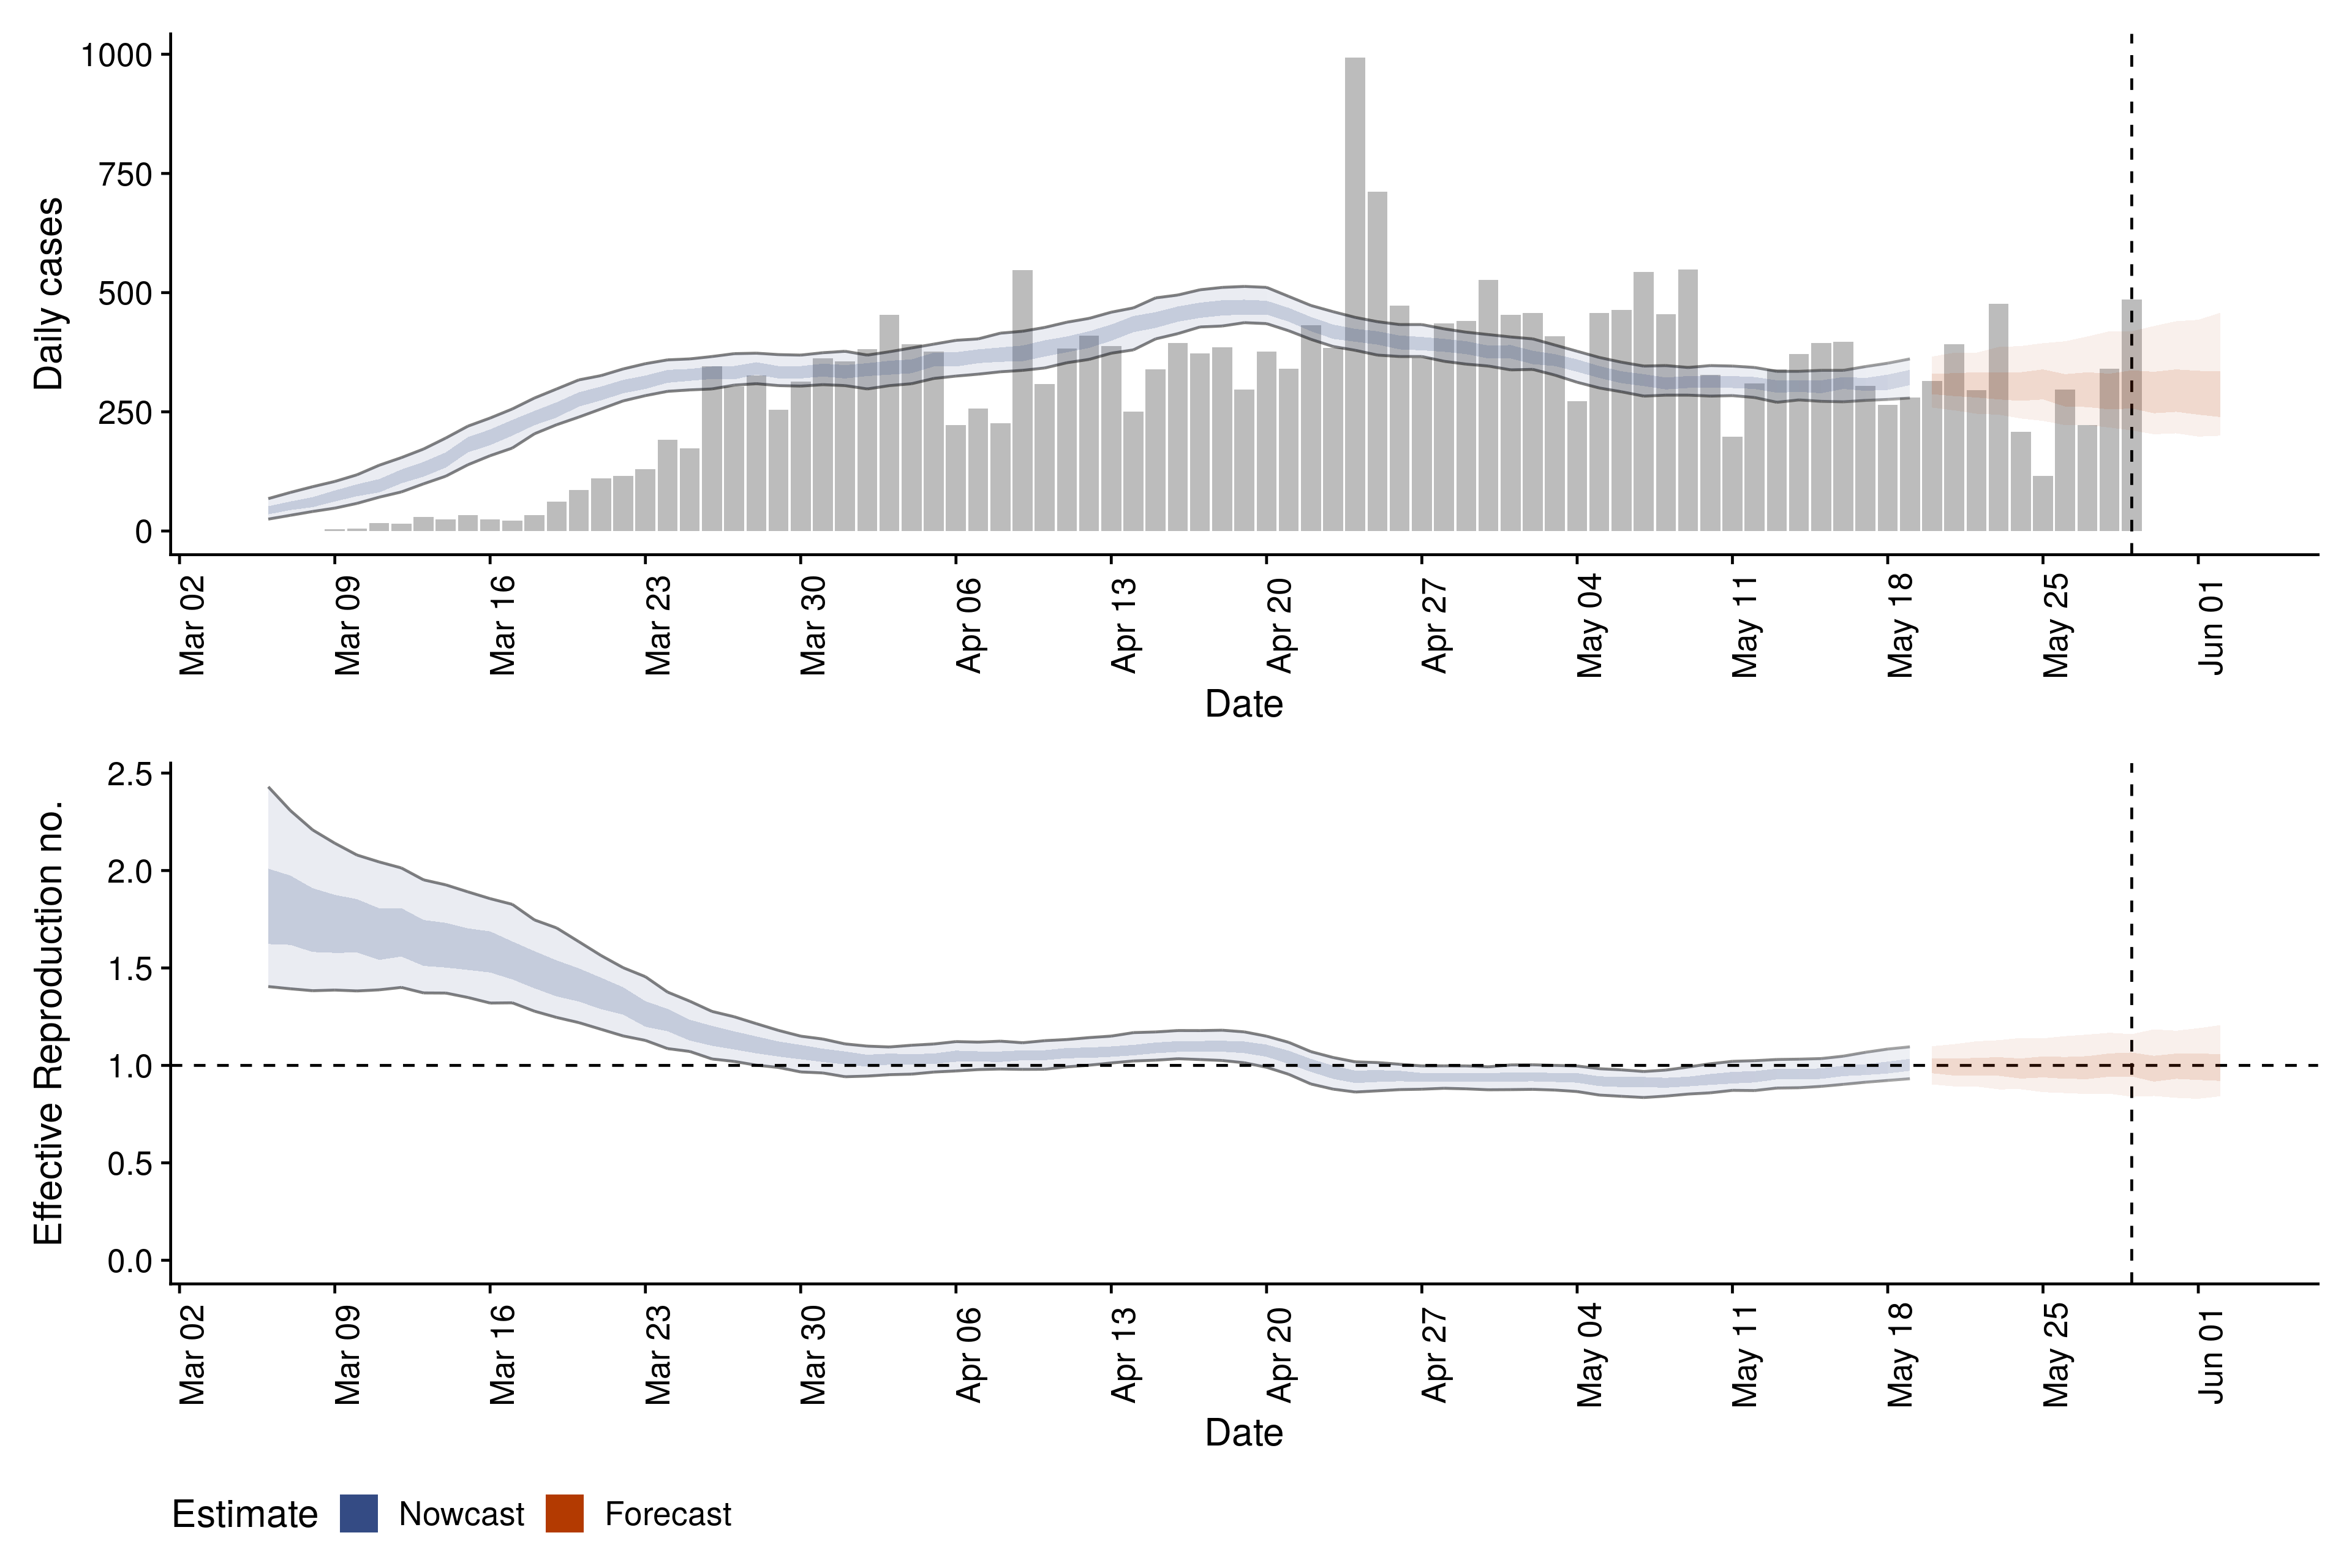 Daily cases
1000
750
500
250
0
Mar 02
Mar 09
Mar 16
Mar 23
Mar 30
Apr 06
Apr 13
Apr 20
Apr 27
May 04
May 11
May 18
May 25
Jun 01
Date
Effective Reproduction no.
2.5
2.0
1.5
1.0
0.5
0.0
Mar 02
Mar 09
Mar 16
Mar 23
Mar 30
Apr 06
Apr 13
Apr 20
Apr 27
May 04
May 11
May 18
May 25
Jun 01
Date
Estimate Nowcast Forecast